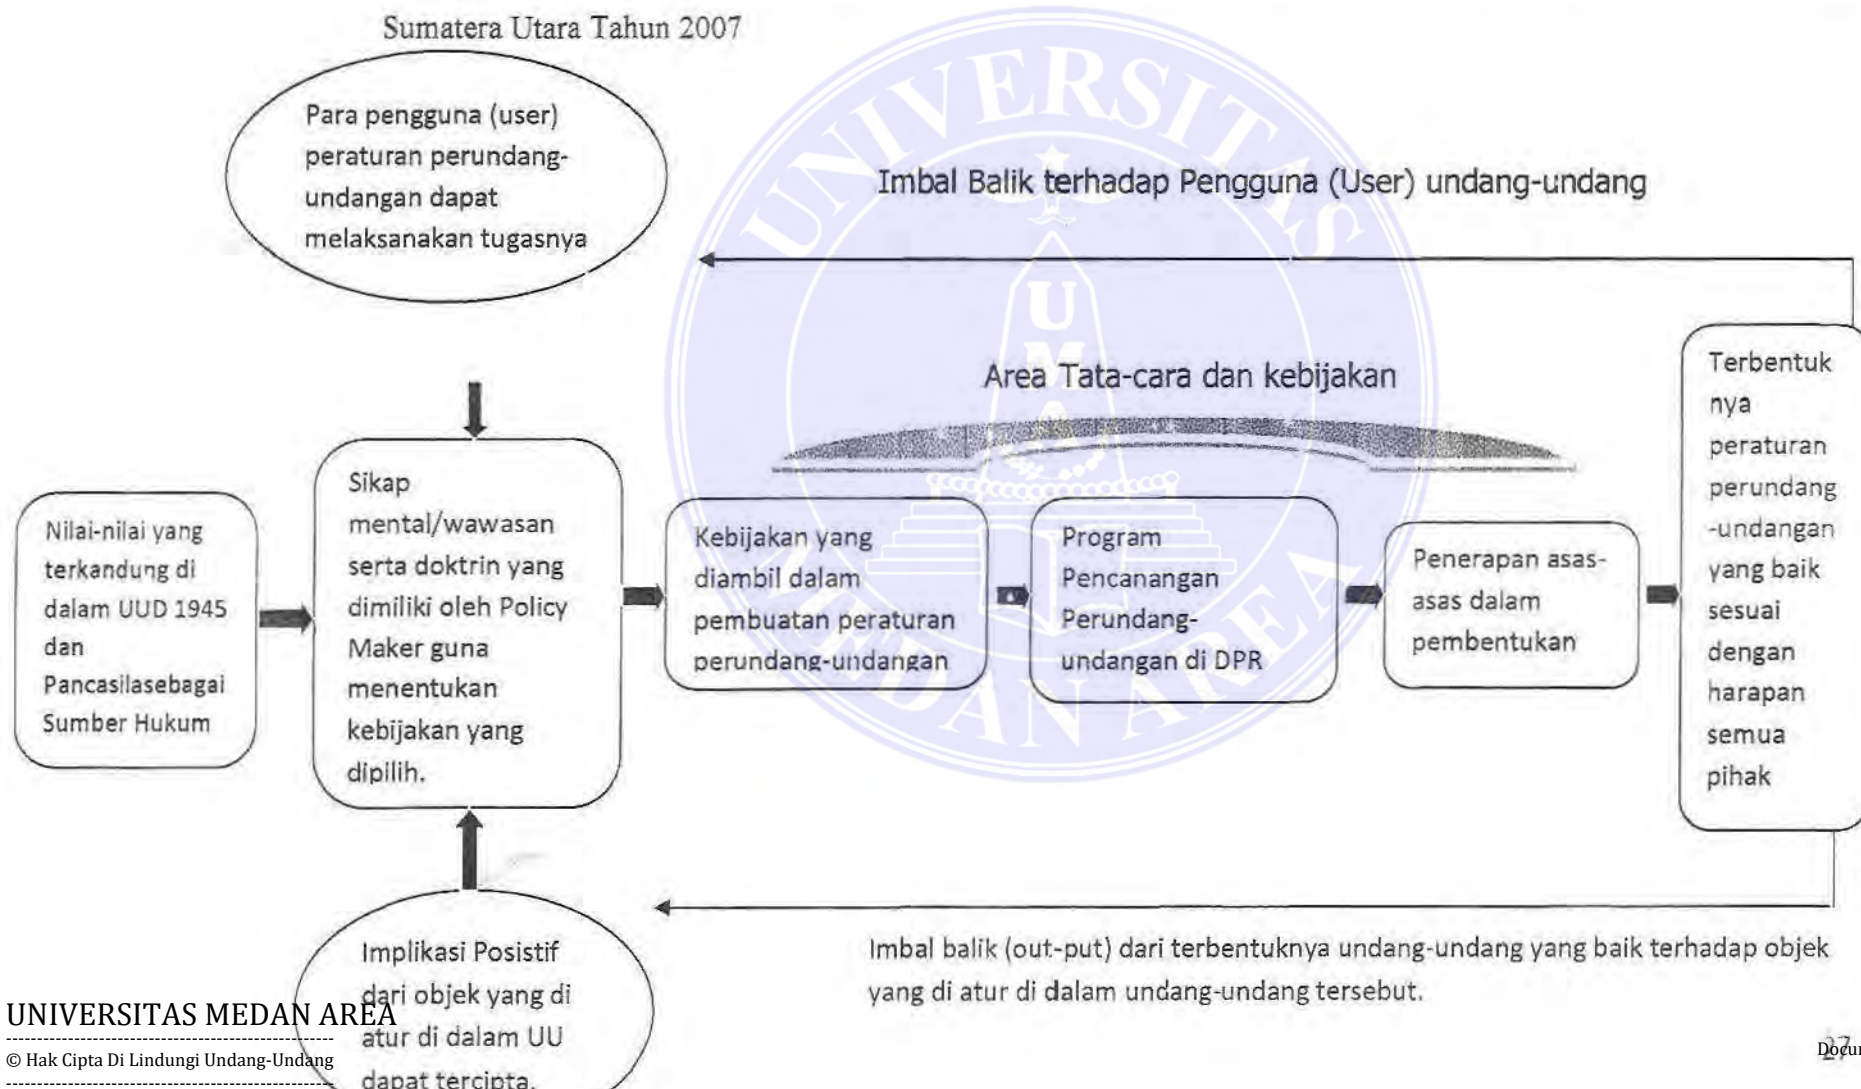 Sumatera Utara Tahun 2007
Para pengguna (user)
peraturan perundang-
undangan dapat
melaksanakan tugasnya
Imbal Balik terhadap Pengguna (User) undang-undang
Area Tata-cara dan kebijakan
Nilai-nilai yang
terkandung di
dalam UUD 1945
dan
Pancasilasebagai
Sumber Hukum
Sikap
mental/wawasan
serta doktrin yang
dimiliki oleh Policy
Maker guna
menentukan
kebijakan yang
dipilih.
Kebijakan yang
diambil dalam
pembuatan peraturan
perundang-undangan
Program
Pencanangan
Perundang-
undangan di DPR
Penerapan asas-
asas dalam
pembentukan
Terbentuk
nya
peraturan
perundang
-undangan
yang baik
sesuai
dengan
harapan
semua
pihak
Implikasi Posistif
dari objek yang di
atur di dalam UU
dapat tercipta.
Imbal balik (out-put) dari terbentuknya undang-undang yang baik terhadap objek
yang di atur di dalam undang-undang tersebut.
UNIVERSITAS MEDAN AREA
UMA
UNIVERSITAS MEDAN AREA
© Hak Cipta Di Lindungi Undang-Undang
27